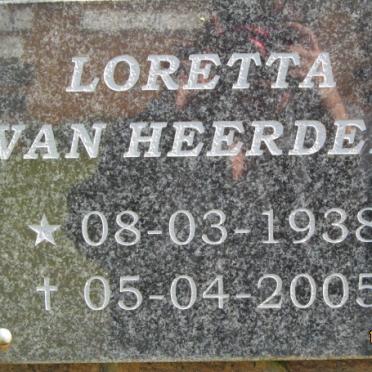 LORETTA
VAN HEERDE
★ 08-03-1938
✝ 05-04-2005